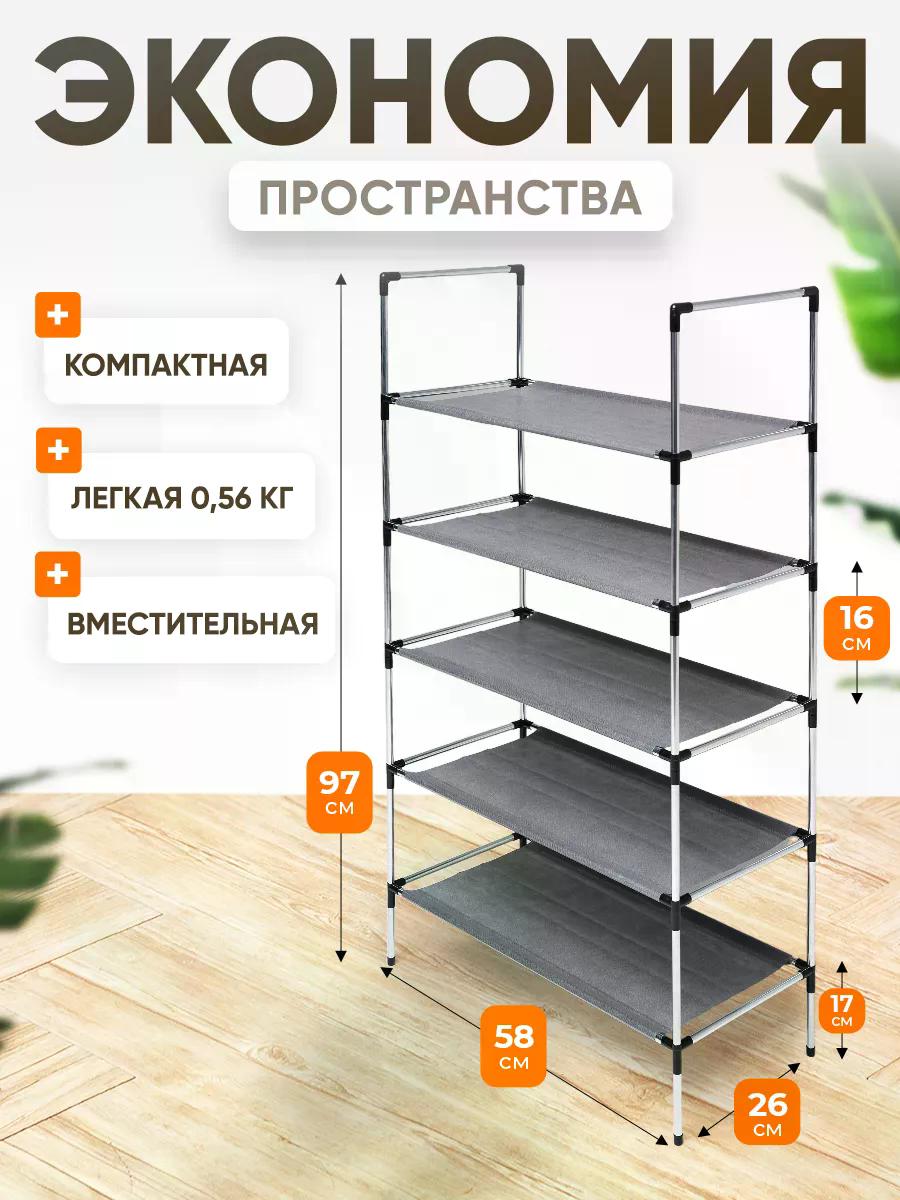 ЭКОНОМИЯ
ПРОСТРАНСТВА
+
КОМПАКТНАЯ
+
ЛЕГКАЯ 0,56 КГ
+
ВМЕСТИТЕЛЬНАЯ
16
СМ
97
СМ
17
СМ
58
СМ
26
СМ